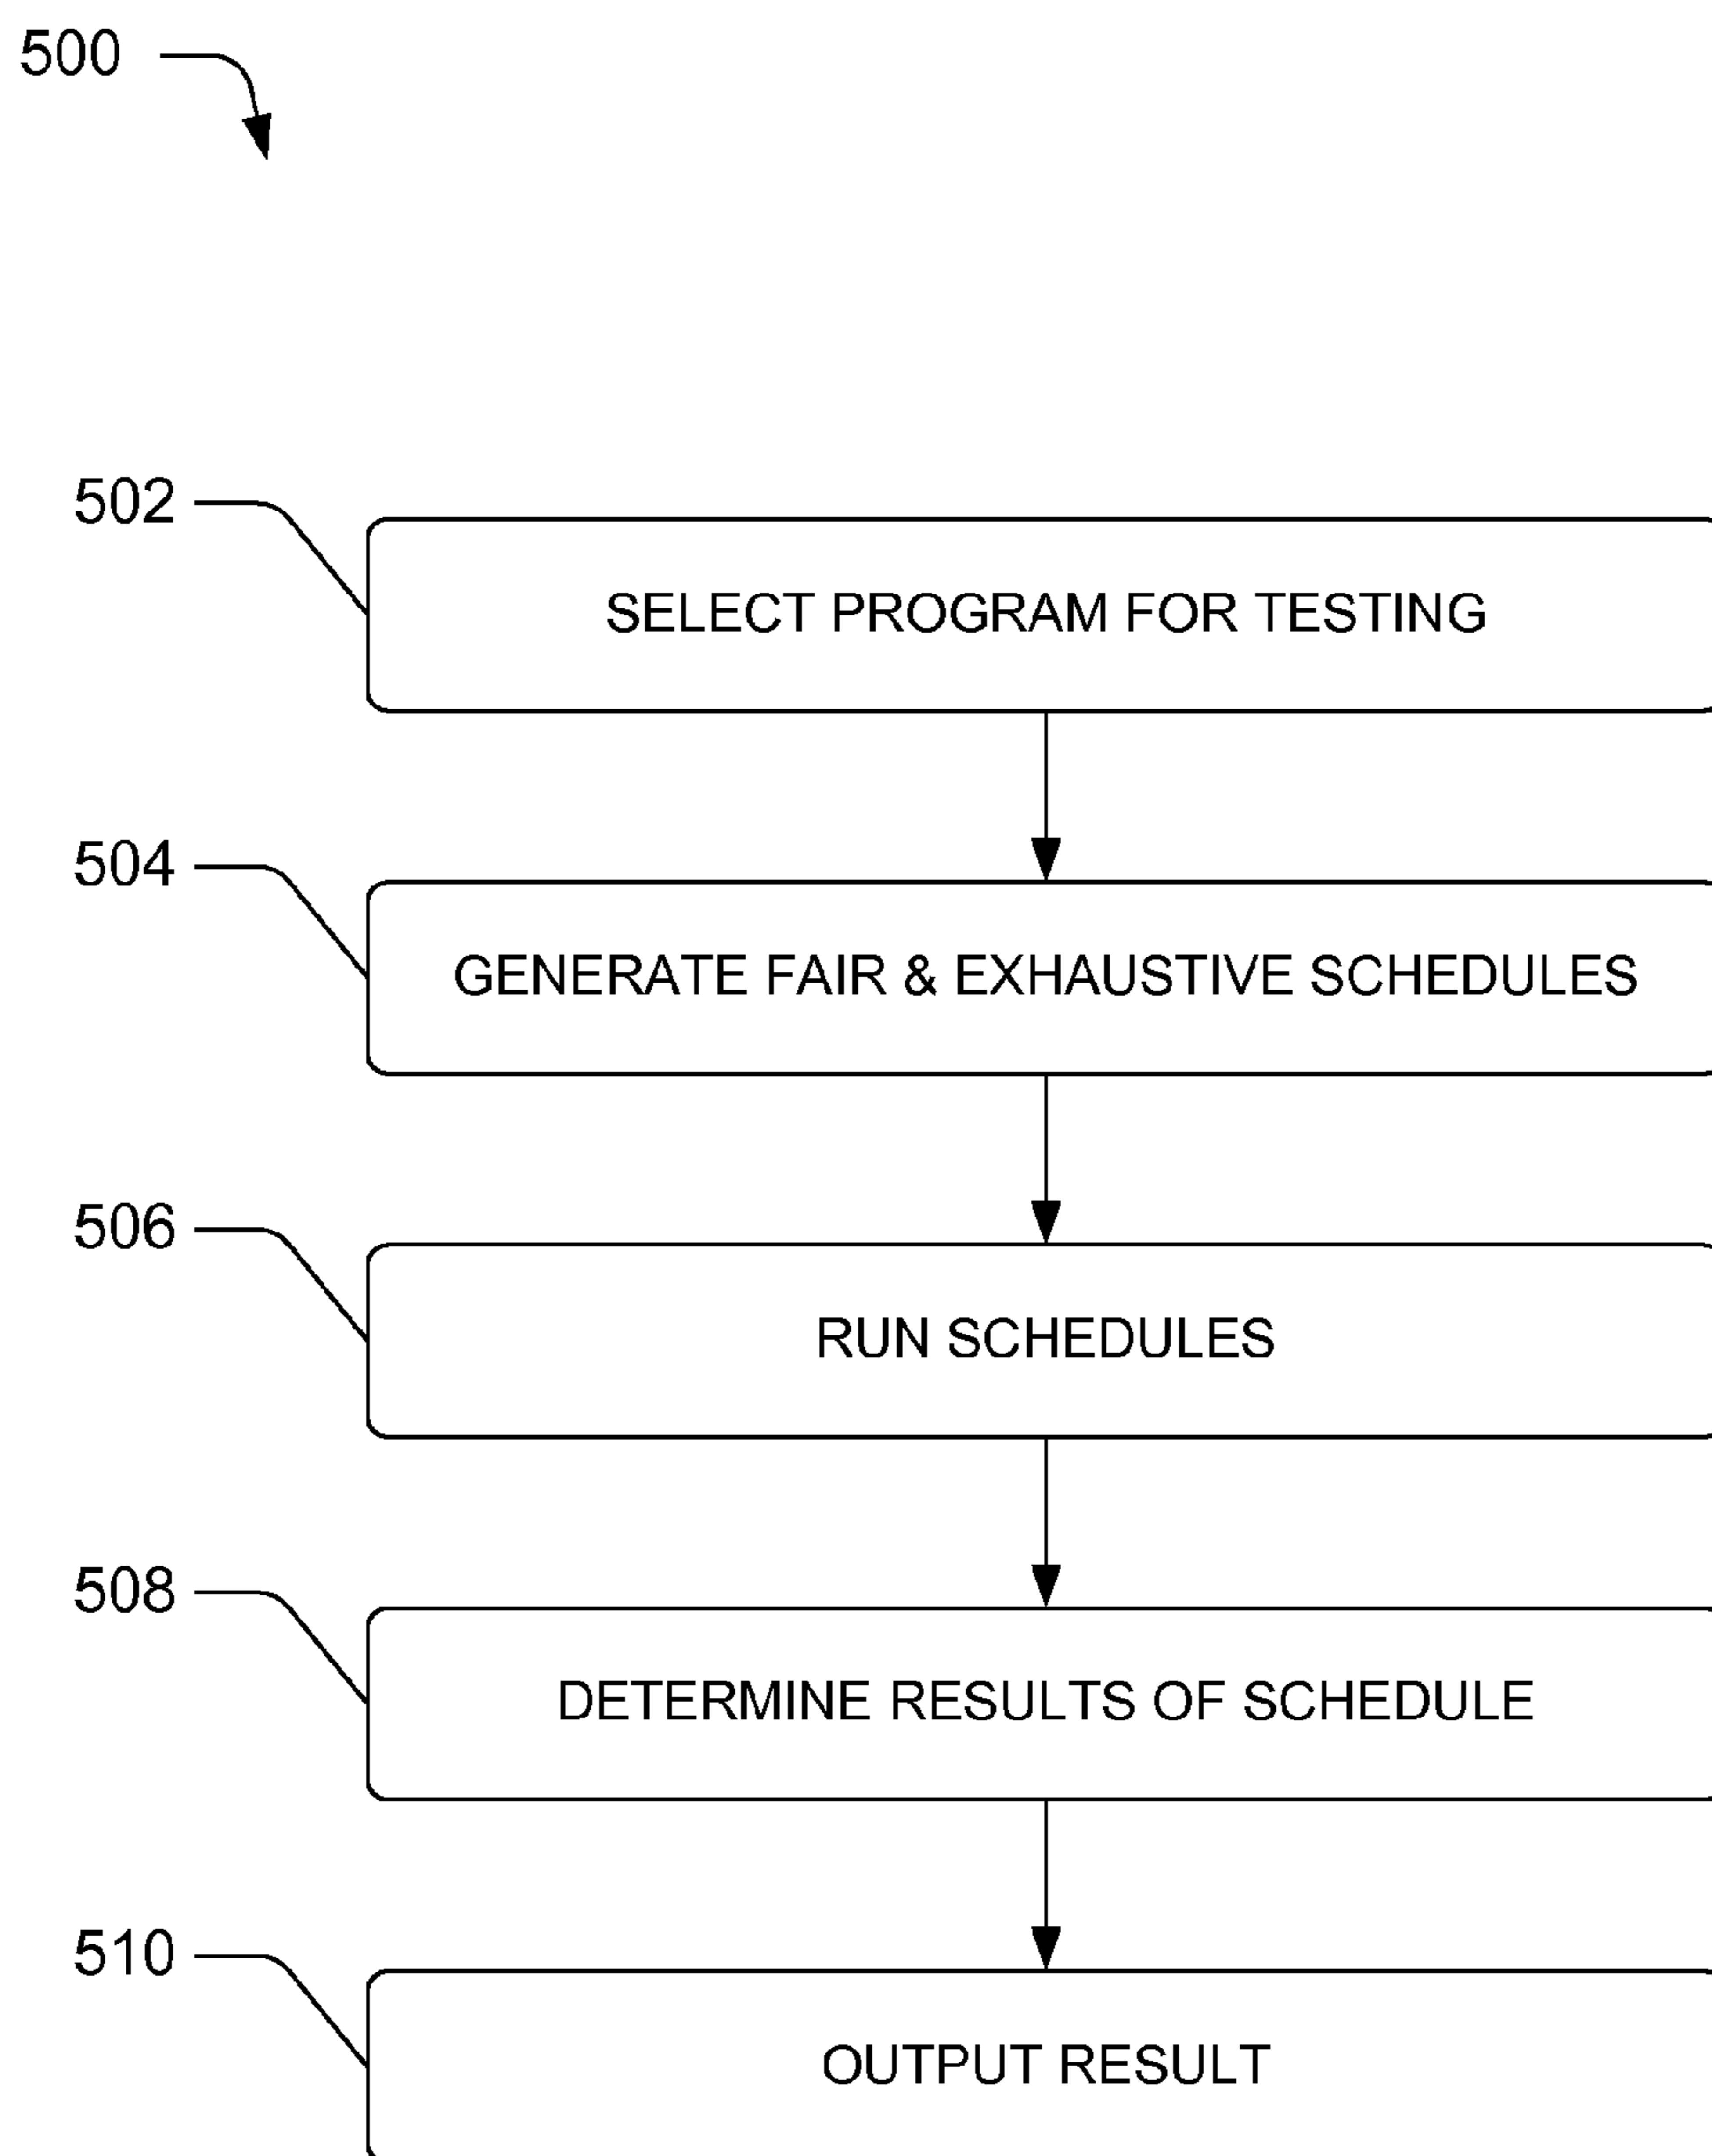 500
502
SELECT PROGRAM FOR TESTING
504
GENERATE FAIR & EXHAUSTIVE SCHEDULES
506
RUN SCHEDULES
508
DETERMINE RESULTS OF SCHEDULE
510
OUTPUT RESULT